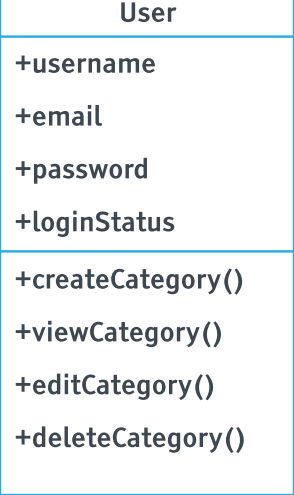 User
+username
+email
+password
+loginStatus
+createCategory()
+viewCategory()
+editCategory()
+deleteCategory()